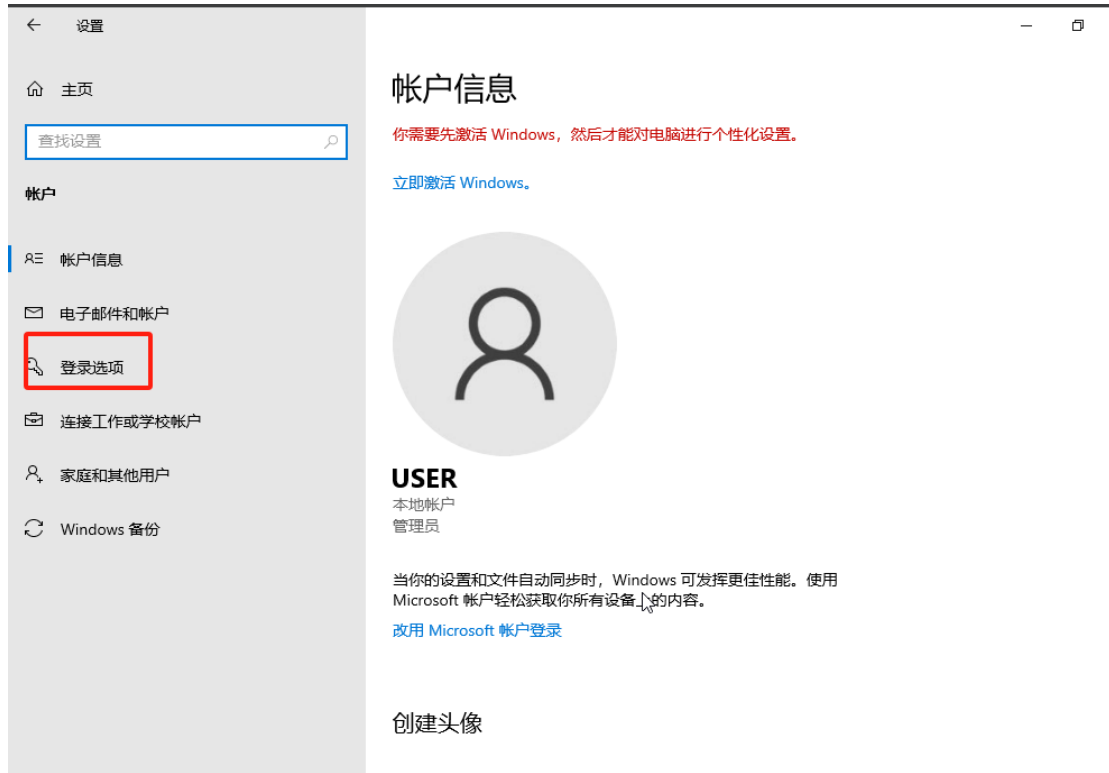 设置
主页
查找设置
帐户
帐户信息
电子邮件和帐户
登录选项
连接工作或学校帐户
家庭和其他用户
Windows 备份
帐户信息
你需要先激活 Windows，然后才能对电脑进行个性化设置。
立即激活 Windows。
USER
本地帐户
管理员
当你的设置和文件自动同步时，Windows 可发挥更佳性能。使用
Microsoft 帐户轻松获取你所有设备上的内容。
改用 Microsoft 帐户登录
创建头像